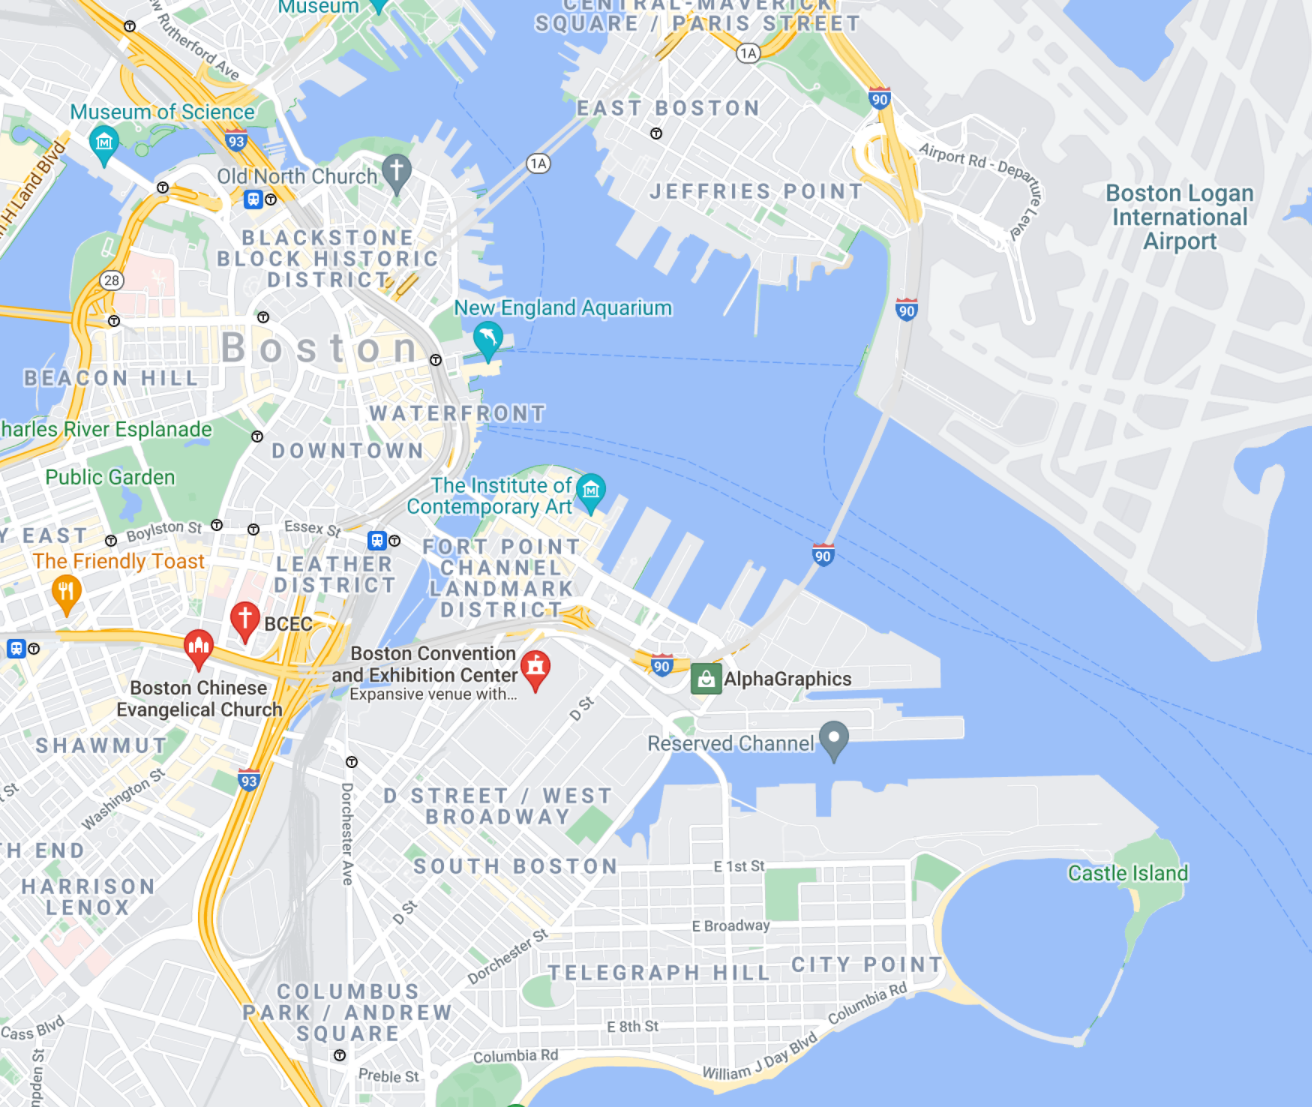 Museum
CENTRAL-MAVERICK
SQUARE / PARIS STREET
Rutherford Ave
1A
90
EAST BOSTON
Museum of Science
93
Airport Rd - Departure Level
1A
Old North Church
JEFFRIES POINT
Boston Logan
International
Airport
BLACKSTONE
BLOCK HISTORIC
DISTRICT
28
New England Aquarium
90
Boston
BEACON HILL
WATERFRONT
harles River Esplanade
DOWNTOWN
Public Garden
The Institute of
Contemporary Art
Boylston St
Essex St
Y EAST
FORT POINT
CHANNEL
LANDMARK
DISTRICT
90
The Friendly Toast
LEATHER
DISTRICT
BCEC
Boston Convention
and Exhibition Center
Expansive venue with...
90
AlphaGraphics
Boston Chinese
Evangelical Church
D St
SHAWMUT
Reserved Channel
93
Washington St
Dorchester Ave
D STREET / WEST
BROADWAY
t St
TH END
SOUTH BOSTON
E 1st St
Castle Island
HARRISON
LENOX
D St
E Broadway
Dorchester St
TELEGRAPH HILL
CITY POINT
COLUMBUS
PARK / ANDREW
SQUARE
Columbia Rd
Cass Blvd
E 8th St
Columbia Rd
William J Day Blvd
Preble St
mpden St
H Land Blvd